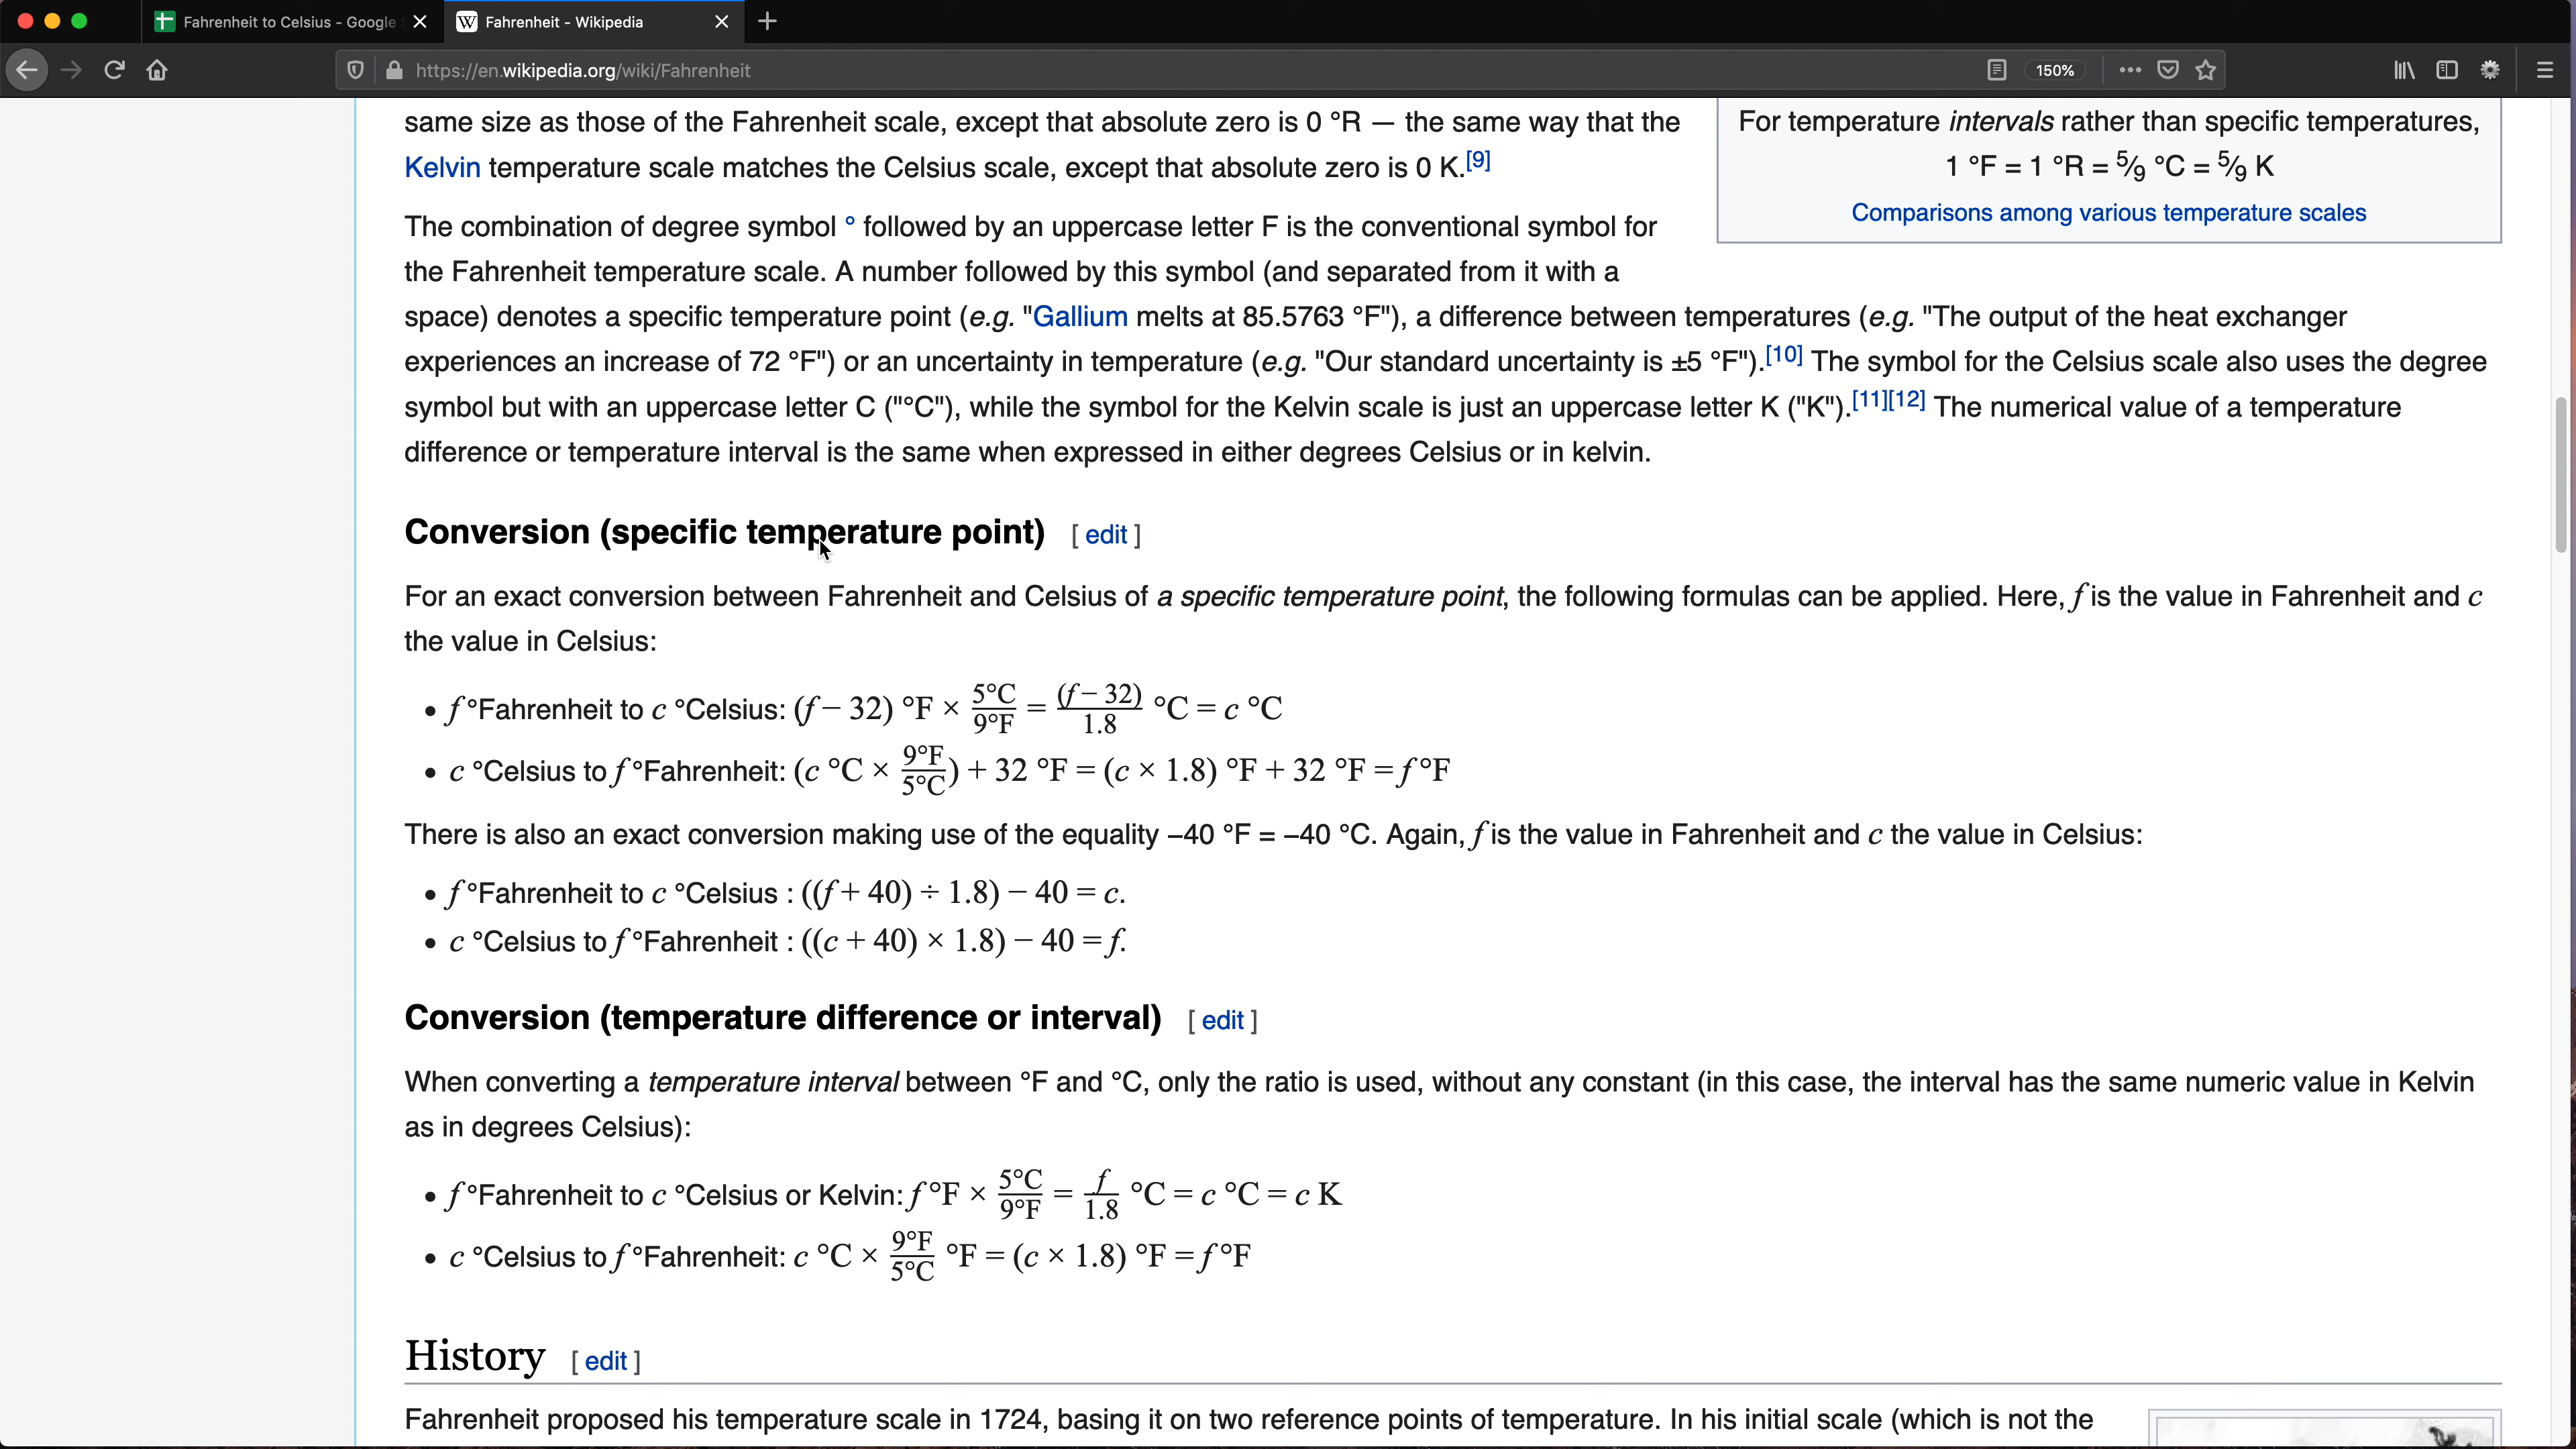 Fahrenheit to Celsius - Google
Fahrenheit - Wikipedia
https://en.wikipedia.org/wiki/Fahrenheit
150%
same size as those of the Fahrenheit scale, except that absolute zero is 0 °R — the same way that the
Kelvin temperature scale matches the Celsius scale, except that absolute zero is 0 K.[9]
For temperature intervals rather than specific temperatures,
1 °F = 1 °R = 5⁄9 °C = 5⁄9 K
Comparisons among various temperature scales
The combination of degree symbol ° followed by an uppercase letter F is the conventional symbol for
the Fahrenheit temperature scale. A number followed by this symbol (and separated from it with a
space) denotes a specific temperature point (e.g. "Gallium melts at 85.5763 °F"), a difference between temperatures (e.g. "The output of the heat exchanger
experiences an increase of 72 °F") or an uncertainty in temperature (e.g. "Our standard uncertainty is ±5 °F").[10] The symbol for the Celsius scale also uses the degree
symbol but with an uppercase letter C ("°C"), while the symbol for the Kelvin scale is just an uppercase letter K ("K").[11][12] The numerical value of a temperature
difference or temperature interval is the same when expressed in either degrees Celsius or in kelvin.
Conversion (specific temperature point) [ edit ]
For an exact conversion between Fahrenheit and Celsius of a specific temperature point, the following formulas can be applied. Here, f is the value in Fahrenheit and c
the value in Celsius:
• f °Fahrenheit to c °Celsius: (f − 32) °F × 5°C/9°F = (f − 32)/1.8 °C = c °C
• c °Celsius to f °Fahrenheit: (c °C × 9°F/5°C) + 32 °F = (c × 1.8) °F + 32 °F = f °F
There is also an exact conversion making use of the equality −40 °F = −40 °C. Again, f is the value in Fahrenheit and c the value in Celsius:
• f °Fahrenheit to c °Celsius : ((f + 40) ÷ 1.8) − 40 = c.
• c °Celsius to f °Fahrenheit : ((c + 40) × 1.8) − 40 = f.
Conversion (temperature difference or interval) [ edit ]
When converting a temperature interval between °F and °C, only the ratio is used, without any constant (in this case, the interval has the same numeric value in Kelvin
as in degrees Celsius):
• f °Fahrenheit to c °Celsius or Kelvin: f °F × 5°C/9°F = f/1.8 °C = c °C = c K
• c °Celsius to f °Fahrenheit: c °C × 9°F/5°C °F = (c × 1.8) °F = f °F
History [ edit ]
Fahrenheit proposed his temperature scale in 1724, basing it on two reference points of temperature. In his initial scale (which is not the